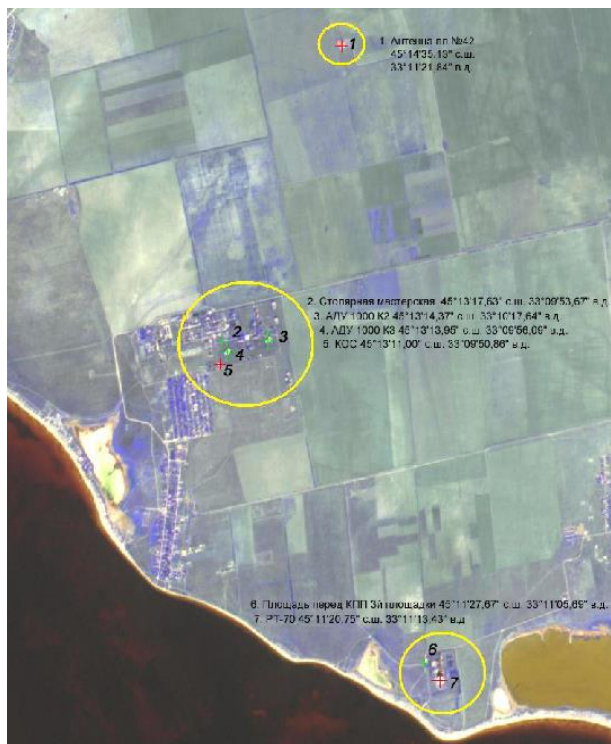 1
1. Антенна пп №42
45°14'35,13" с.ш.
33°11'21,84" в.д.
2. Столярная мастерская 45°13'17,63" с.ш. 33°09'53,67" в.д.
3. АДУ 1000 К2 45°13'14,37" с.ш. 33°10'17,64" в.д.
4. АДУ 1000 К3 45°13'13,95" с.ш. 33°09'56,09" в.д.
5. КОС 45°13'11,00" с.ш. 33°09'50,86" в.д.
2
3
4
5
6. Площадь перед КПП 3й площадки 45°11'27,67" с.ш. 33°11'05,69" в.д.
7. РТ-70 45°11'20,75" с.ш. 33°11'13,43" в.д.
6
7